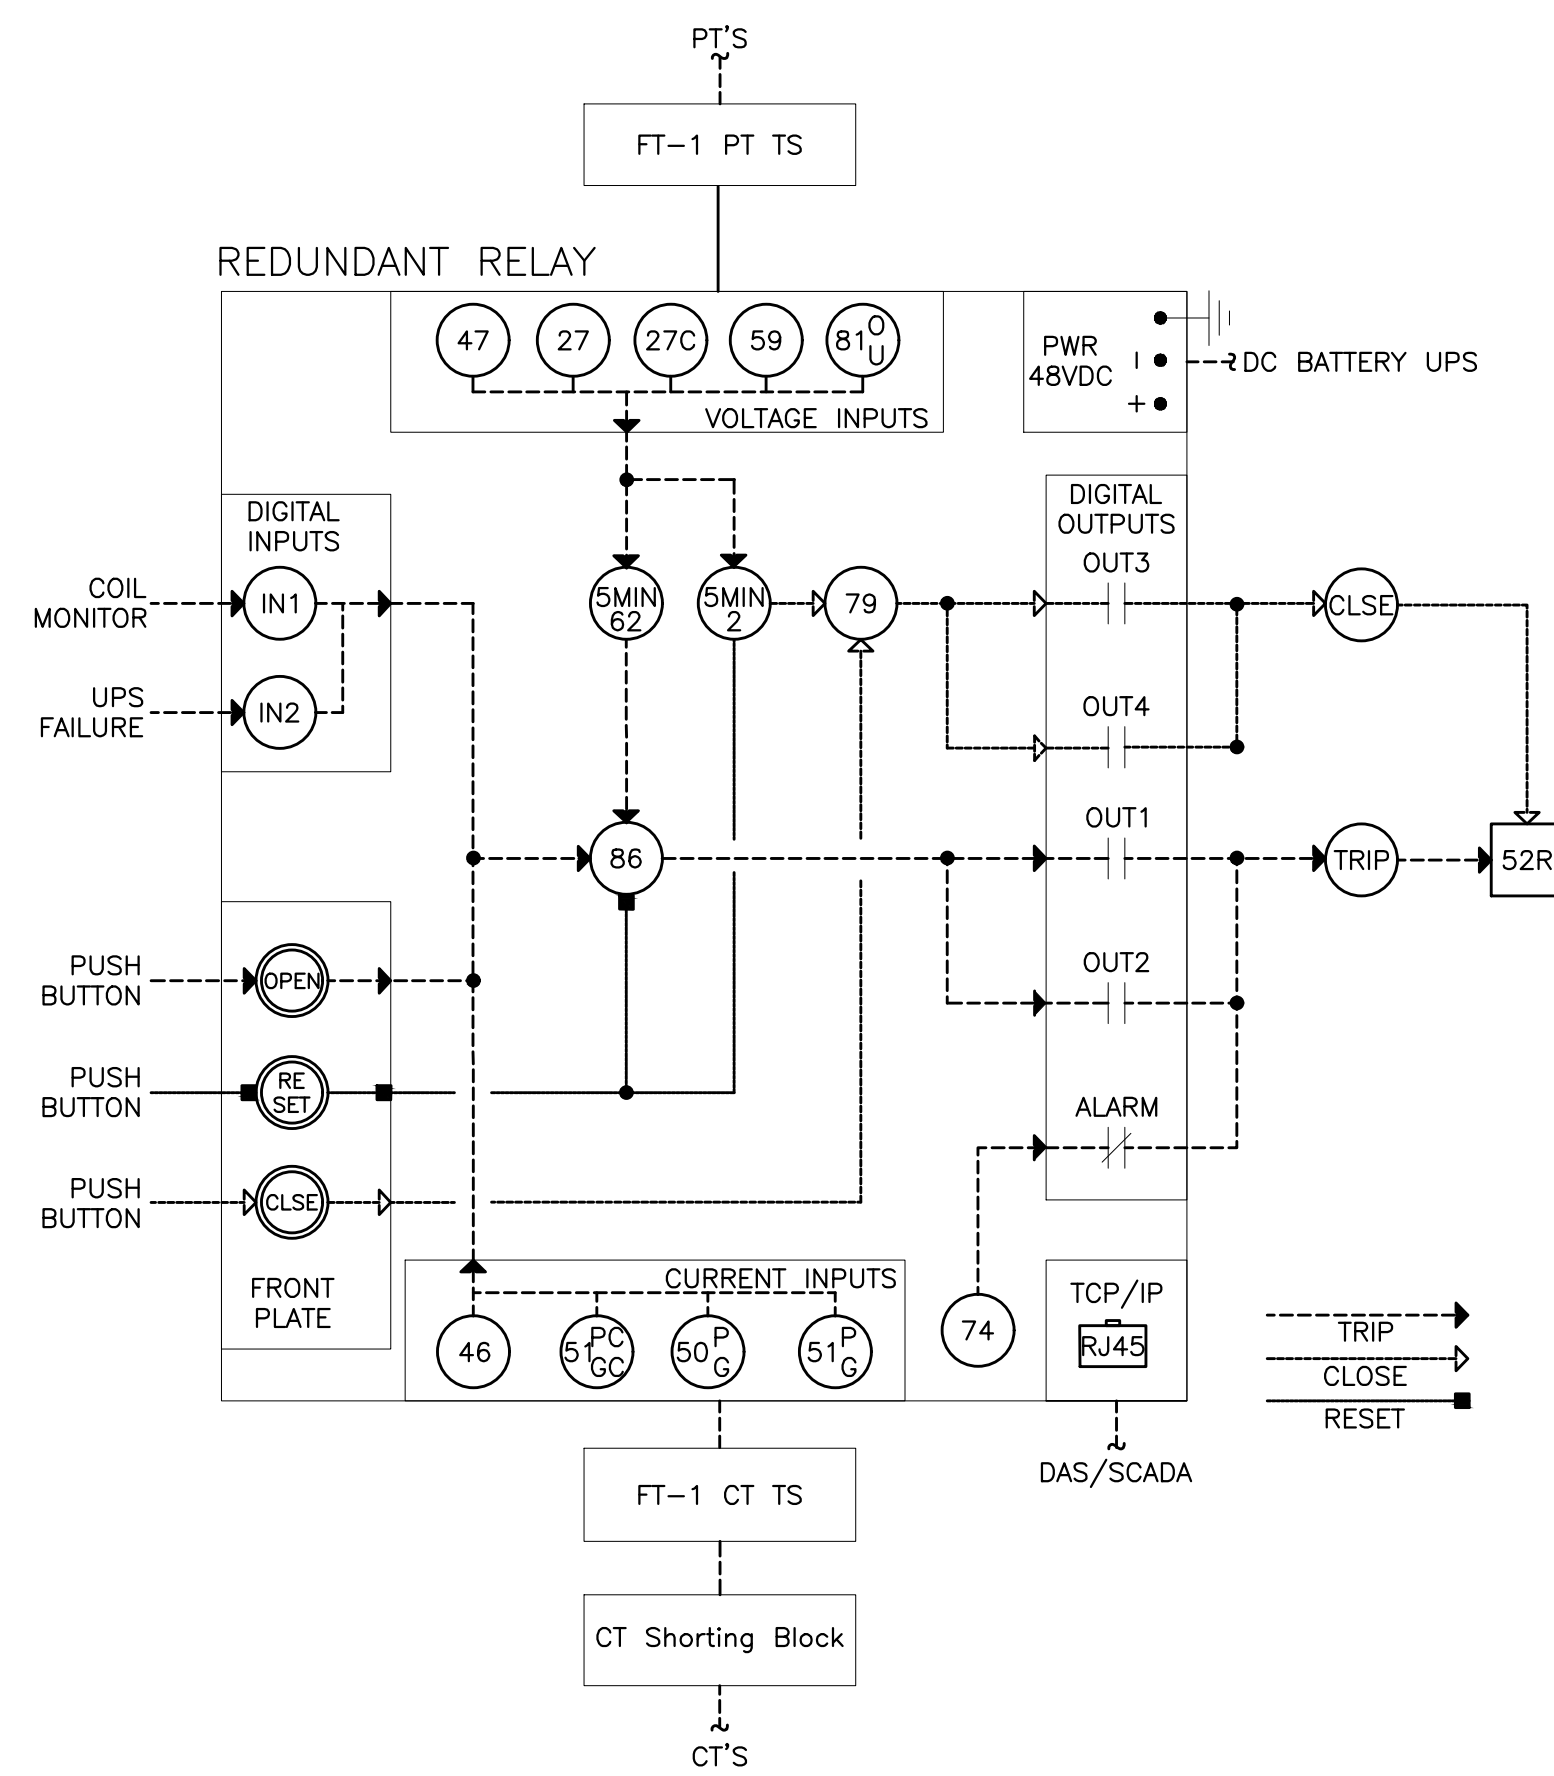 PT'S
FT-1 PT TS
REDUNDANT RELAY
47
27
27C
59
81 O
U
VOLTAGE INPUTS
PWR
48VDC
-
+
DC BATTERY UPS
DIGITAL
INPUTS
COIL
MONITOR
IN1
UPS
FAILURE
IN2
5MIN
62
5MIN
2
79
DIGITAL
OUTPUTS
OUT3
CLSE
OUT4
86
OUT1
TRIP
52R
OUT2
PUSH
BUTTON
OPEN
PUSH
BUTTON
RE
SET
PUSH
BUTTON
CLSE
FRONT
PLATE
ALARM
CURRENT INPUTS
46
51 PC
GC
50 P
G
51 P
G
74
TCP/IP
RJ45
TRIP
CLOSE
RESET
DAS/SCADA
FT-1 CT TS
CT Shorting Block
CT'S